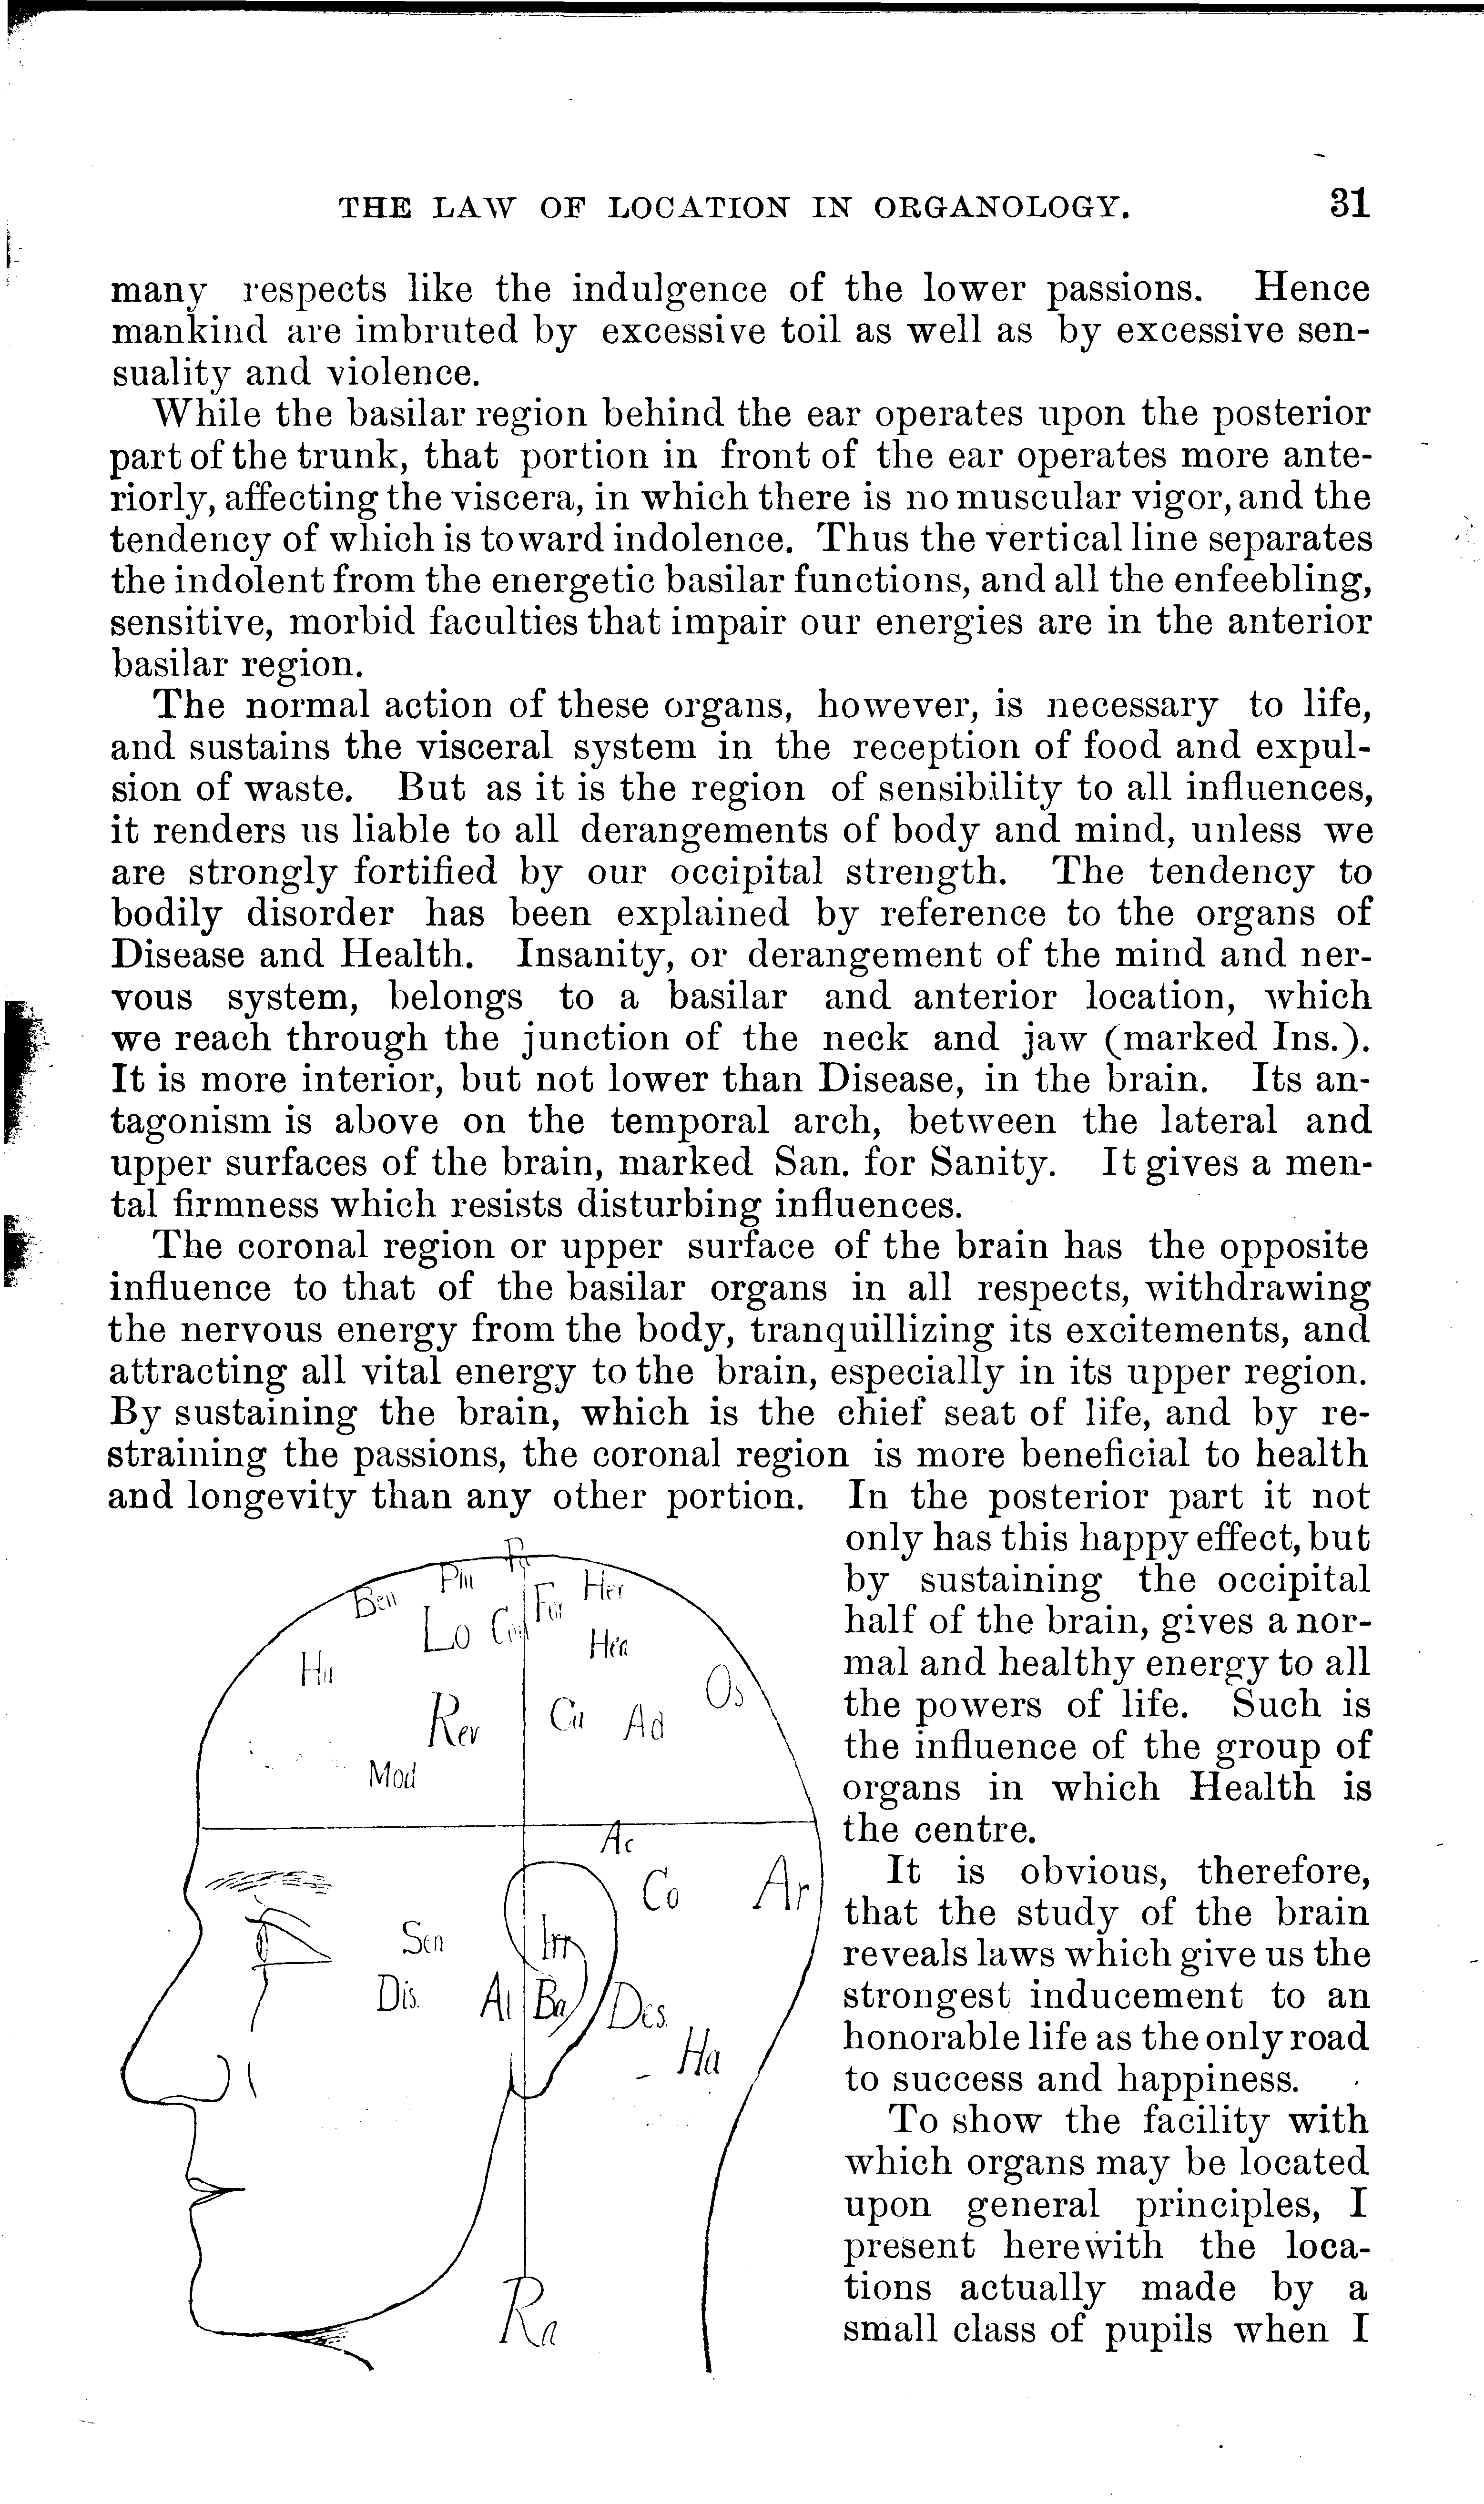 THE LAW OF LOCATION IN ORGANOLOGY. 31
many respects like the indulgence of the lower passions. Hence
mankind are imbruted by excessive toil as well as by excessive sen-
suality and violence.
While the basilar region behind the ear operates upon the posterior
part of the trunk, that portion in front of the ear operates more ante-
riorly, affecting the viscera, in which there is no muscular vigor, and the
tendency of which is toward indolence. Thus the vertical line separates
the indolent from the energetic basilar functions, and all the enfeebling,
sensitive, morbid faculties that impair our energies are in the anterior
basilar region.
The normal action of these organs, however, is necessary to life,
and sustains the visceral system in the reception of food and expul-
sion of waste. But as it is the region of sensibility to all influences,
it renders us liable to all derangements of body and mind, unless we
are strongly fortified by our occipital strength. The tendency to
bodily disorder has been explained by reference to the organs of
Disease and Health. Insanity, or derangement of the mind and ner-
vous system, belongs to a basilar and anterior location, which
we reach through the junction of the neck and jaw (marked Ins.).
It is more interior, but not lower than Disease, in the brain. Its an-
tagonism is above on the temporal arch, between the lateral and
upper surfaces of the brain, marked San. for Sanity. It gives a men-
tal firmness which resists disturbing influences.
The coronal region or upper surface of the brain has the opposite
influence to that of the basilar organs in all respects, withdrawing
the nervous energy from the body, tranquillizing its excitements, and
attracting all vital energy to the brain, especially in its upper region.
By sustaining the brain, which is the chief seat of life, and by re-
straining the passions, the coronal region is more beneficial to health
and longevity than any other portion. In the posterior part it not
only has this happy effect, but
by sustaining the occipital
half of the brain, gives a nor-
mal and healthy energy to all
the powers of life. Such is
the influence of the group of
organs in which Health is
the centre.
It is obvious, therefore,
that the study of the brain
reveals laws which give us the
strongest inducement to an
honorable life as the only road
to success and happiness.
To show the facility with
which organs may be located
upon general principles, I
present herewith the loca-
tions actually made by a
small class of pupils when I
Ben Phi Her
Lo For
Hea
Hu Os
Rev Ca Ad
Mod
Ac
Co Ar
Sen Irr
Dis. Al Ba Des.
Ha
Ra